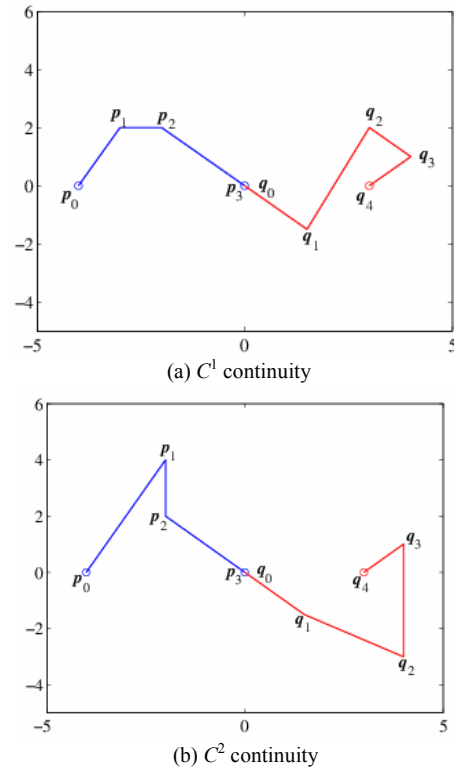 6
4
2
0
−2
−4
−5 0 5
p₁ p₂ q₂
q₃
p₀ p₃ q₀ q₄
q₁
(a) C¹ continuity
6
4
2
0
−2
−4
−5 0 5
p₁
p₂ q₃
p₀ p₃ q₀ q₄
q₁
q₂
(b) C² continuity